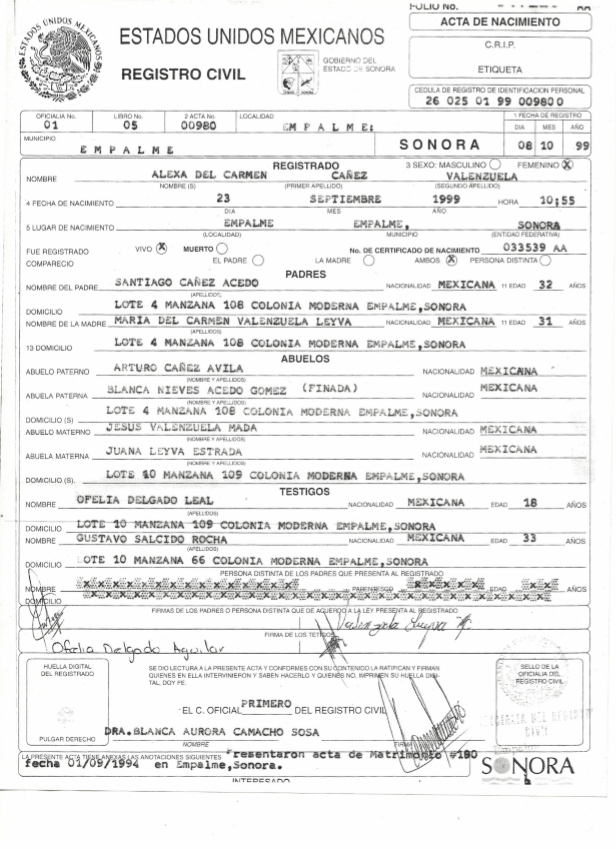 FOLIO No. AA
ESTADOS UNIDOS MEXICANOS
ACTA DE NACIMIENTO
C.R.I.P.
REGISTRO CIVIL
GOBIERNO DEL
ESTADO DE SONORA
ETIQUETA
CEDULA DE REGISTRO DE IDENTIFICACION PERSONAL
26 025 01 99 009800
OFICIALIA No. LIBRO No. 2 ACTA No. LOCALIDAD 1 FECHA DE REGISTRO
01 05 00980 EMPALME: DIA MES AÑO
MUNICIPIO
EMPALME SONORA 08 10 99
REGISTRADO 3 SEXO: MASCULINO FEMENINO X
NOMBRE ALEXA DEL CARMEN CAÑEZ VALENZUELA
NOMBRE (S) (PRIMER APELLIDO) (SEGUNDO APELLIDO)
4 FECHA DE NACIMIENTO 23 SEPTIEMBRE 1999 HORA 10:55
DIA MES AÑO
5 LUGAR DE NACIMIENTO EMPALME EMPALME, SONORA
(LOCALIDAD) MUNICIPIO (ENTIDAD FEDERATIVA)
FUE REGISTRADO VIVO X MUERTO No. DE CERTIFICADO DE NACIMIENTO 033539 AA
COMPARECIO EL PADRE LA MADRE AMBOS X PERSONA DISTINTA
PADRES
NOMBRE DEL PADRE SANTIAGO CAÑEZ ACEDO NACIONALIDAD MEXICANA 11 EDAD 32 AÑOS
(APELLIDOS)
DOMICILIO LOTE 4 MANZANA 108 COLONIA MODERNA EMPALME,SONORA
NOMBRE DE LA MADRE MARIA DEL CARMEN VALENZUELA LEYVA NACIONALIDAD MEXICANA 11 EDAD 31 AÑOS
(APELLIDOS)
13 DOMICILIO LOTE 4 MANZANA 108 COLONIA MODERNA EMPALME,SONORA
ABUELOS
ABUELO PATERNO ARTURO CAÑEZ AVILA NACIONALIDAD MEXICANA
(NOMBRE Y APELLIDOS)
ABUELA PATERNA BLANCA NIEVES ACEDO GOMEZ (FINADA) NACIONALIDAD MEXICANA
(NOMBRE Y APELLIDOS)
DOMICILIO (S) LOTE 4 MANZANA 108 COLONIA MODERNA EMPALME,SONORA
ABUELO MATERNO JESUS VALENZUELA MADA NACIONALIDAD MEXICANA
(NOMBRE Y APELLIDOS)
ABUELA MATERNA JUANA LEYVA ESTRADA NACIONALIDAD MEXICANA
(NOMBRE Y APELLIDOS)
DOMICILIO (S). LOTE 10 MANZANA 109 COLONIA MODERNA EMPALME,SONORA
TESTIGOS
NOMBRE OFELIA DELGADO LEAL NACIONALIDAD MEXICANA EDAD 18 AÑOS
(APELLIDOS)
DOMICILIO LOTE 10 MANZANA 109 COLONIA MODERNA EMPALME,SONORA
NOMBRE GUSTAVO SALCIDO ROCHA NACIONALIDAD MEXICANA EDAD 33 AÑOS
(APELLIDOS)
DOMICILIO LOTE 10 MANZANA 66 COLONIA MODERNA EMPALME,SONORA
PERSONA DISTINTA DE LOS PADRES QUE PRESENTA AL REGISTRADO
NOMBRE PARENTESCO EDAD AÑOS
DOMICILIO
FIRMAS DE LOS PADRES O PERSONA DISTINTA QUE DE ACUERDO A LA LEY PRESENTA AL REGISTRADO
FIRMA DE LOS TETIGOS
Ofelia Delgado Aguilar
HUELLA DIGITAL
DEL REGISTRADO
SE DIO LECTURA A LA PRESENTE ACTA Y CONFORMES CON SU CONTENIDO LA RATIFICAN Y FIRMAN
QUIENES EN ELLA INTERVINIERON Y SABEN HACERLO Y QUIENES NO, IMPRIMEN SU HUELLA DIGI-
TAL, DOY FE.
SELLO DE LA
OFICIALIA DEL
REGISTRO CIVIL
EL C. OFICIAL PRIMERO DEL REGISTRO CIVIL
OFICIALIA DEL REGISTRO
CIVIL
DRA. BLANCA AURORA CAMACHO SOSA
PULGAR DERECHO NOMBRE FIRMA
LA PRESENTE ACTA TIENE ANEXAS LAS ANOTACIONES SIGUIENTES resentaron acta de Matrimonio #190
fecha 01/09/1994 en Empalme,Sonora.
SONORA
INTERESADO